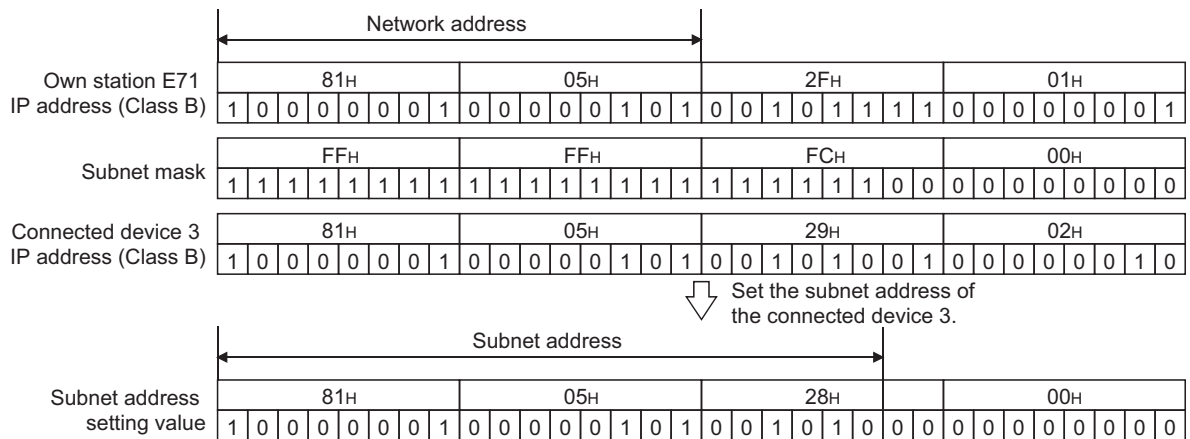 Network address
Own station E71
IP address (Class B)
81H 05H 2FH 01H
1 0 0 0 0 0 0 1 0 0 0 0 0 1 0 1 0 0 1 0 1 1 1 1 0 0 0 0 0 0 0 1
Subnet mask
FFH FFH FCH 00H
1 1 1 1 1 1 1 1 1 1 1 1 1 1 1 1 1 1 1 1 1 1 0 0 0 0 0 0 0 0 0 0
Connected device 3
IP address (Class B)
81H 05H 29H 02H
1 0 0 0 0 0 0 1 0 0 0 0 0 1 0 1 0 0 1 0 1 0 0 1 0 0 0 0 0 0 1 0
Set the subnet address of
the connected device 3.
Subnet address
Subnet address
setting value
81H 05H 28H 00H
1 0 0 0 0 0 0 1 0 0 0 0 0 1 0 1 0 0 1 0 1 0 0 0 0 0 0 0 0 0 0 0